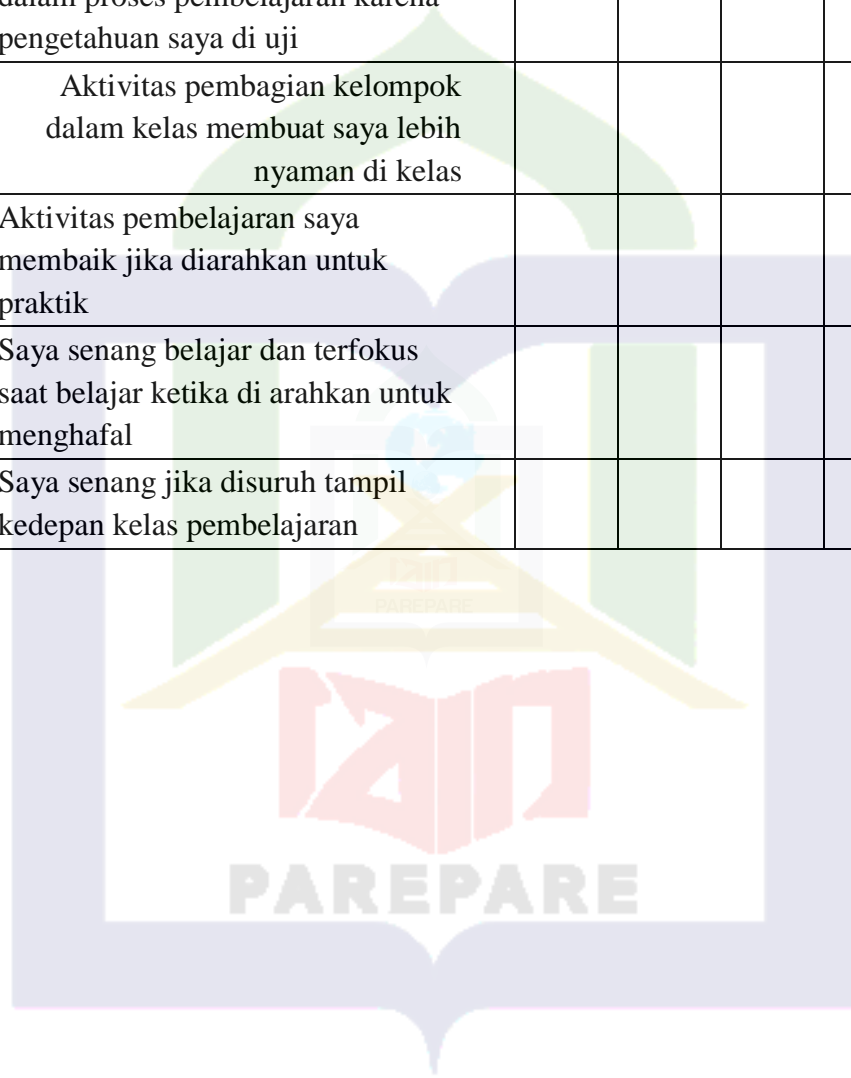 dalam proses pembelajaran karena
pengetahuan saya di uji
Aktivitas pembagian kelompok
dalam kelas membuat saya lebih
nyaman di kelas
Aktivitas pembelajaran saya
membaik jika diarahkan untuk
praktik
Saya senang belajar dan terfokus
saat belajar ketika di arahkan untuk
menghafal
Saya senang jika disuruh tampil
kedepan kelas pembelajaran
iain
PAREPARE
iain
PAREPARE